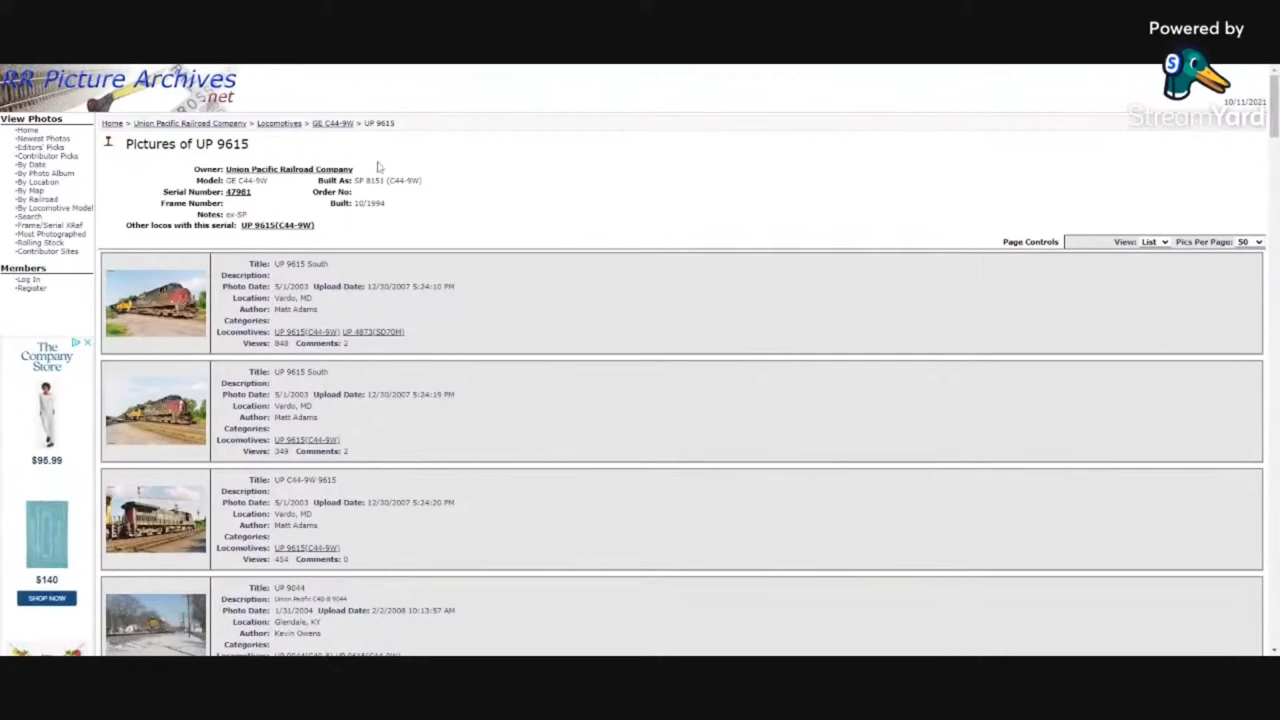 Powered by
StreamYard
S
RR Picture Archives
.net
10/11/2021
View Photos
Home
Newest Photos
Editors' Picks
Contributor Picks
By Date
By Photo Album
By Location
By Map
By Railroad
By Locomotive Model
Search
Frame/Serial XRef
Most Photographed
Rolling Stock
Contributor Sites
Members
Log In
Register
The
Company
Store
$96.99
$140
SHOP NOW
Home > Union Pacific Railroad Company > Locomotives > GE C44-9W > UP 9615
Pictures of UP 9615
Owner: Union Pacific Railroad Company
Model: GE C44-9W Built As: SP 8151 (C44-9W)
Serial Number: 47981 Order No:
Frame Number: Built: 10/1994
Notes: ex-SP
Other locos with this serial: UP 9615(C44-9W)
Page Controls View: List Pics Per Page: 50
Title: UP 9615 South
Description:
Photo Date: 5/1/2003 Upload Date: 12/30/2007 5:24:10 PM
Location: Vardo, MD
Author: Matt Adams
Categories:
Locomotives: UP 9615(C44-9W) UP 4873(SD70M)
Views: 848 Comments: 2
Title: UP 9615 South
Description:
Photo Date: 5/1/2003 Upload Date: 12/30/2007 5:24:19 PM
Location: Vardo, MD
Author: Matt Adams
Categories:
Locomotives: UP 9615(C44-9W)
Views: 349 Comments: 2
Title: UP C44-9W 9615
Description:
Photo Date: 5/1/2003 Upload Date: 12/30/2007 5:24:20 PM
Location: Vardo, MD
Author: Matt Adams
Categories:
Locomotives: UP 9615(C44-9W)
Views: 454 Comments: 0
Title: UP 9044
Description: Union Pacific C40-8 9044
Photo Date: 1/31/2004 Upload Date: 2/2/2008 10:13:57 AM
Location: Glendale, KY
Author: Kevin Owens
Categories:
Locomotives: UP 9044(C40-8) UP 9615(C44-9W)